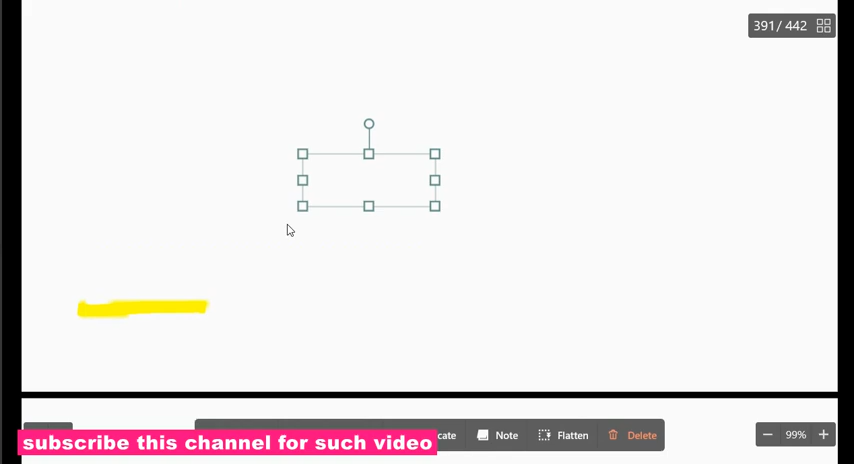 391/ 442
cate Note Flatten Delete
99%
subscribe this channel for such video